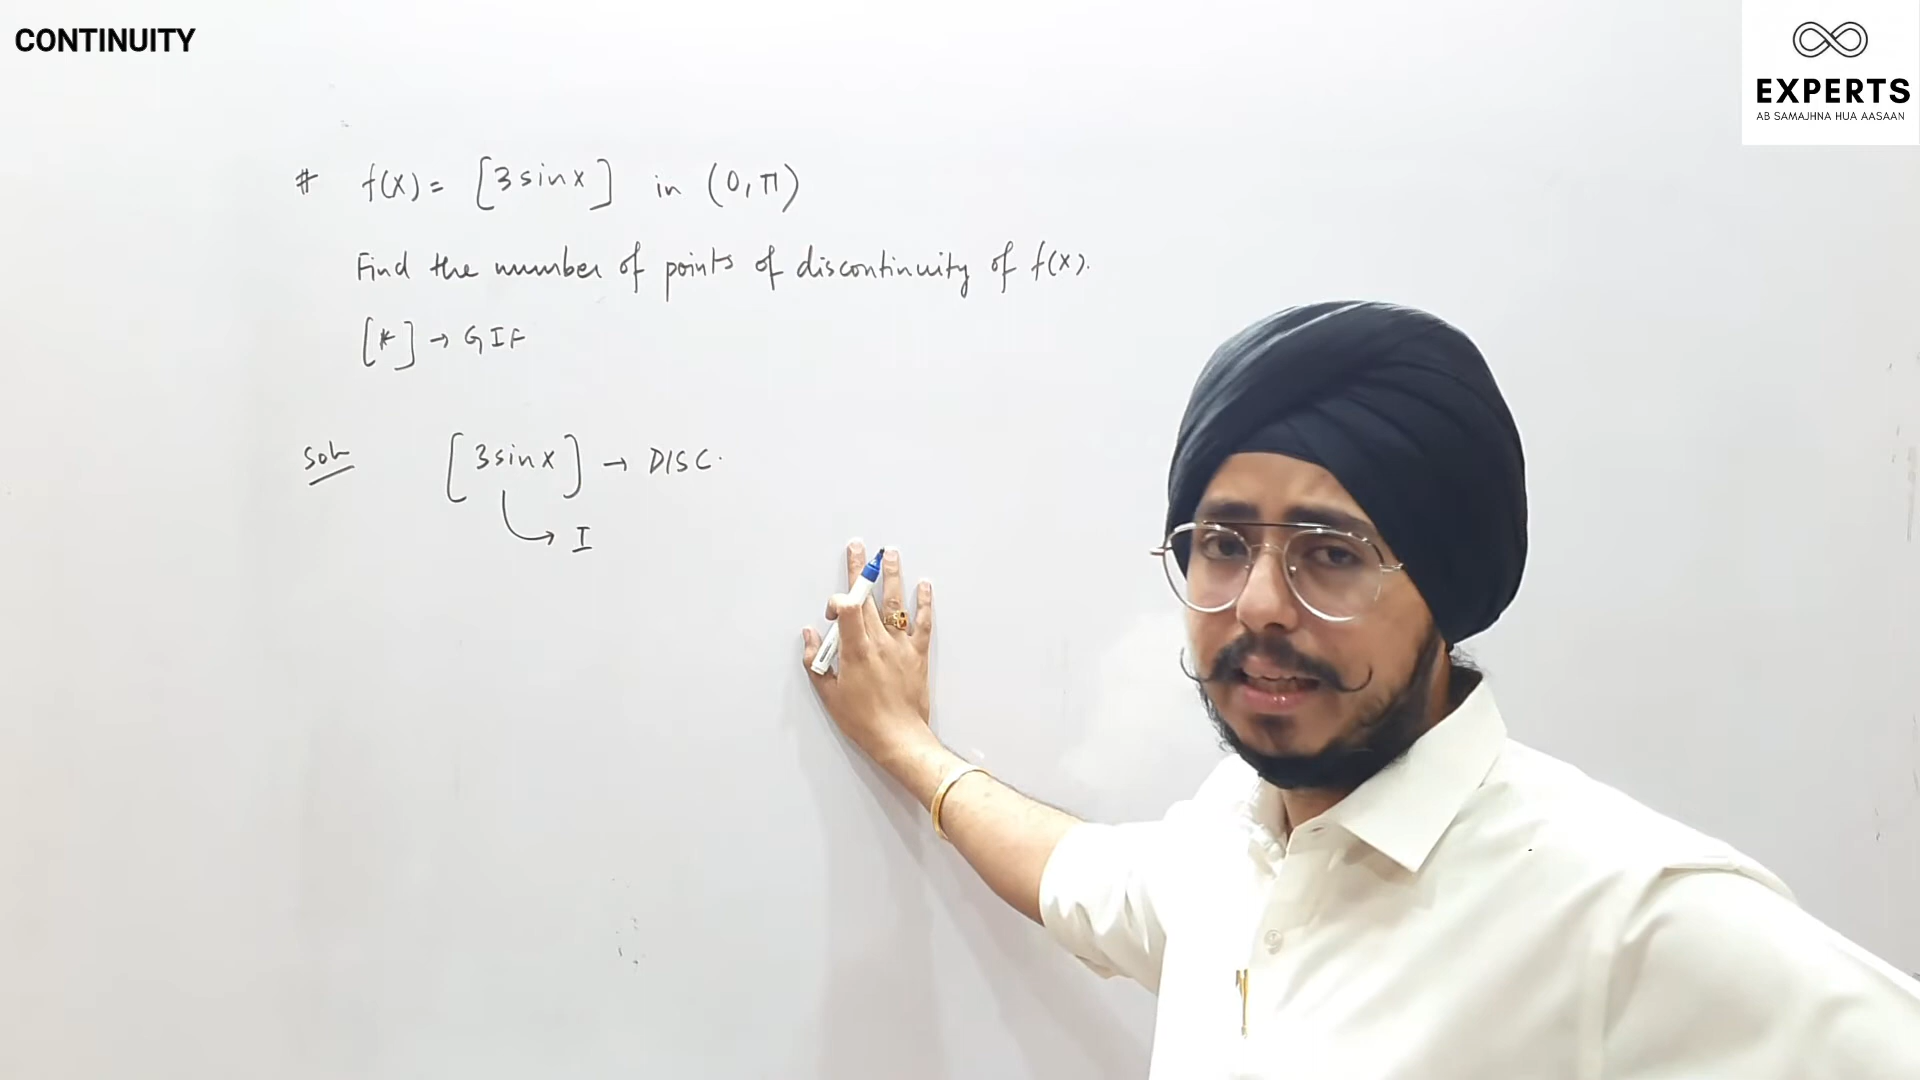 CONTINUITY
EXPERTS
AB SAMAJHNA HUA AASAAN
# f(x) = [3sinx] in (0,π)
Find the number of points of discontinuity of f(x).
[*] → GIF
Soln [3sinx] → DISC.
→ I